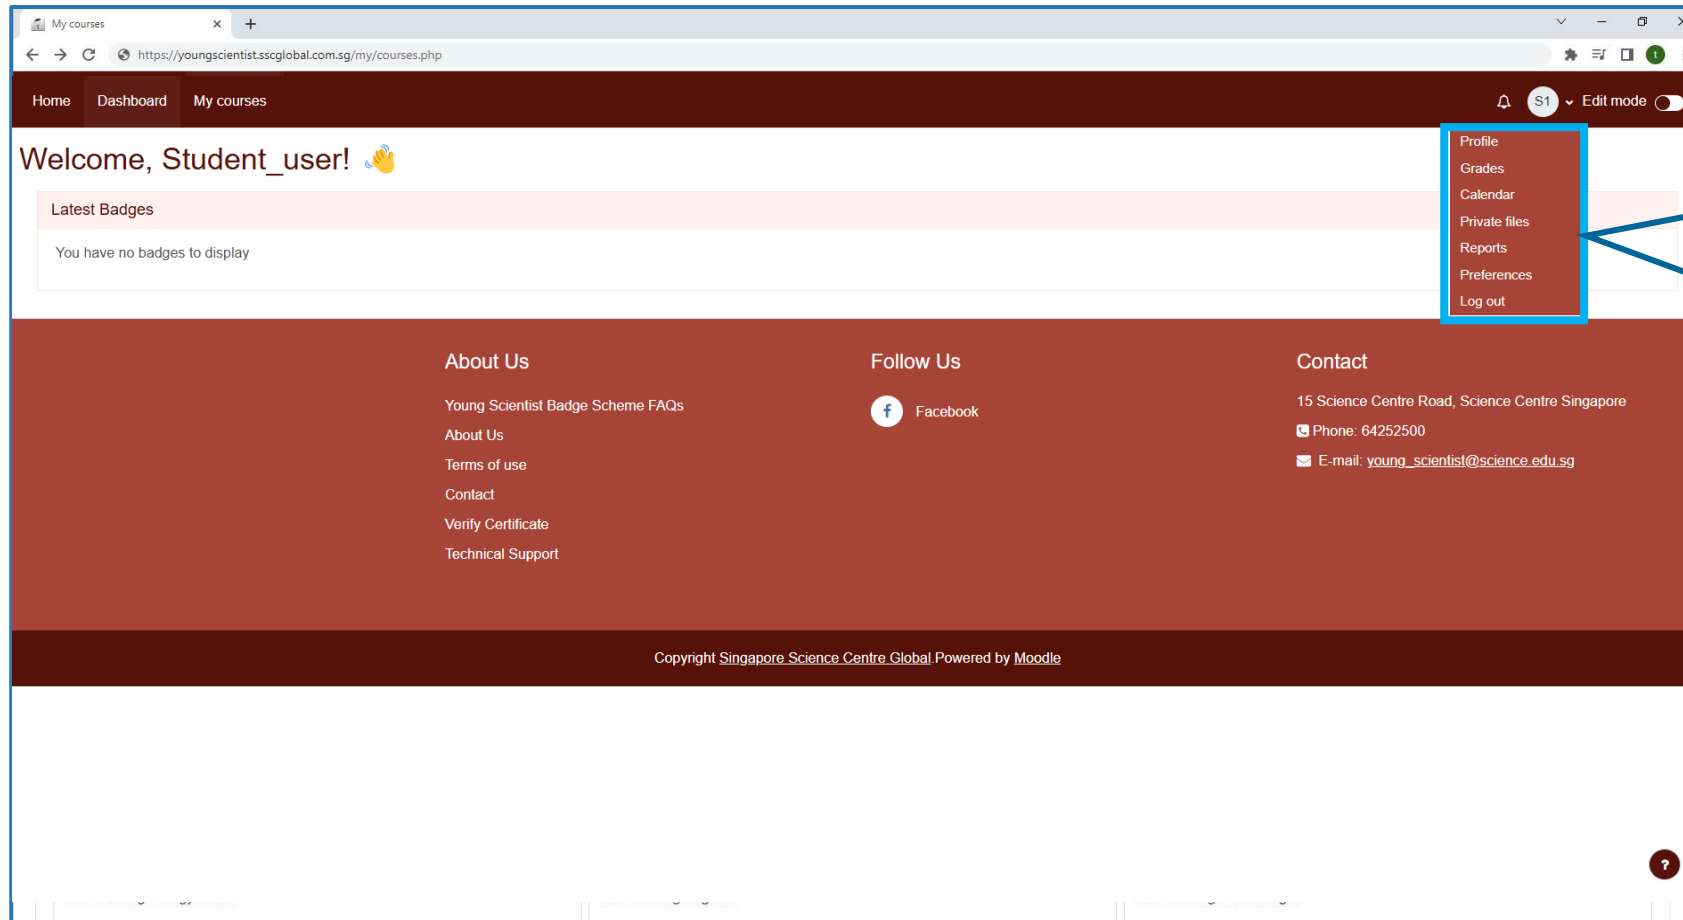 My courses
https://youngscientist.sscglobal.com.sg/my/courses.php
t
Home Dashboard My courses
S1 Edit mode
Welcome, Student_user! 👋
Profile
Grades
Calendar
Private files
Reports
Preferences
Log out
Latest Badges
You have no badges to display
About Us
Young Scientist Badge Scheme FAQs
About Us
Terms of use
Contact
Verify Certificate
Technical Support
Follow Us
Facebook
Contact
15 Science Centre Road, Science Centre Singapore
Phone: 64252500
E-mail: young_scientist@science.edu.sg
Copyright Singapore Science Centre Global.Powered by Moodle
?